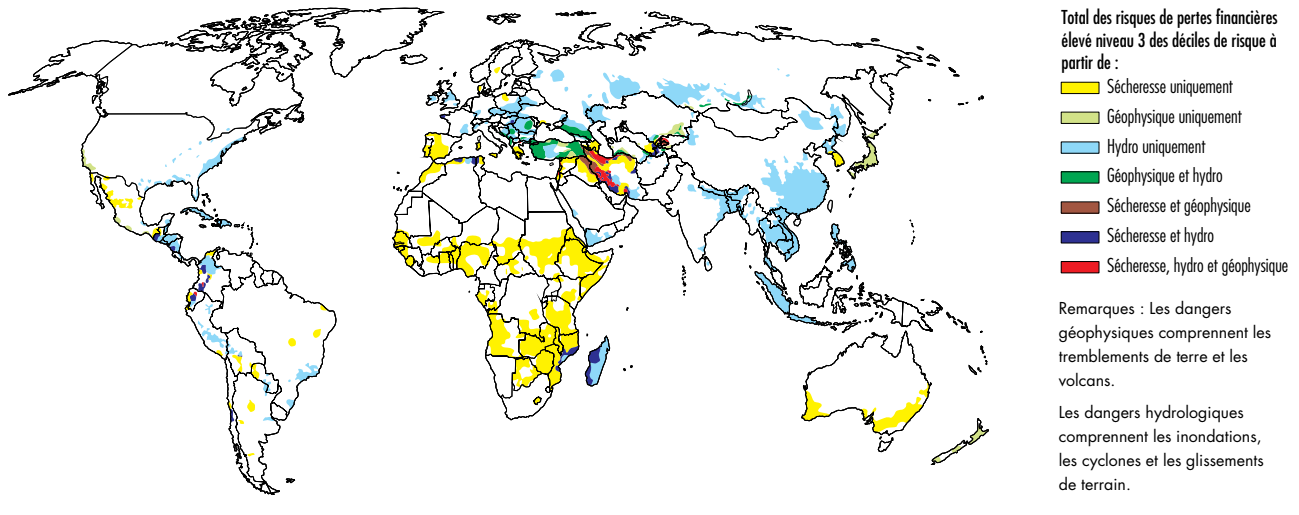 Total des risques de pertes financières
élevé niveau 3 des déciles de risque à
partir de :
Sécheresse uniquement
Géophysique uniquement
Hydro uniquement
Géophysique et hydro
Sécheresse et géophysique
Sécheresse et hydro
Sécheresse, hydro et géophysique
Remarques : Les dangers
géophysiques comprennent les
tremblements de terre et les
volcans.
Les dangers hydrologiques
comprennent les inondations,
les cyclones et les glissements
de terrain.